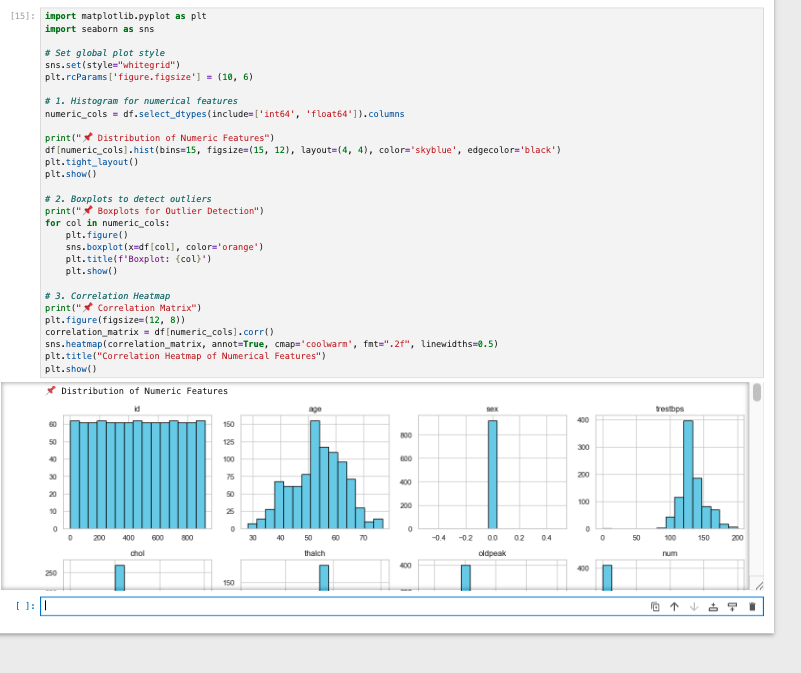 [15]: import matplotlib.pyplot as plt
import seaborn as sns
# Set global plot style
sns.set(style="whitegrid")
plt.rcParams['figure.figsize'] = (10, 6)
# 1. Histogram for numerical features
numeric_cols = df.select_dtypes(include=['int64', 'float64']).columns
print("📌 Distribution of Numeric Features")
df[numeric_cols].hist(bins=15, figsize=(15, 12), layout=(4, 4), color='skyblue', edgecolor='black')
plt.tight_layout()
plt.show()
# 2. Boxplots to detect outliers
print("📌 Boxplots for Outlier Detection")
for col in numeric_cols:
    plt.figure()
    sns.boxplot(x=df[col], color='orange')
    plt.title(f'Boxplot: {col}')
    plt.show()
# 3. Correlation Heatmap
print("📌 Correlation Matrix")
plt.figure(figsize=(12, 8))
correlation_matrix = df[numeric_cols].corr()
sns.heatmap(correlation_matrix, annot=True, cmap='coolwarm', fmt=".2f", linewidths=0.5)
plt.title("Correlation Heatmap of Numerical Features")
plt.show()
📌 Distribution of Numeric Features
id age sex trestbps
60 50 40 30 20 10 0
0 200 400 600 800
150 125 100 75 50 25 0
30 40 50 60 70
800 600 400 200 0
-0.4 -0.2 0.0 0.2 0.4
400 300 200 100 0
0 50 100 150 200
chol thalch oldpeak num
250 150 400 400
[ ]: